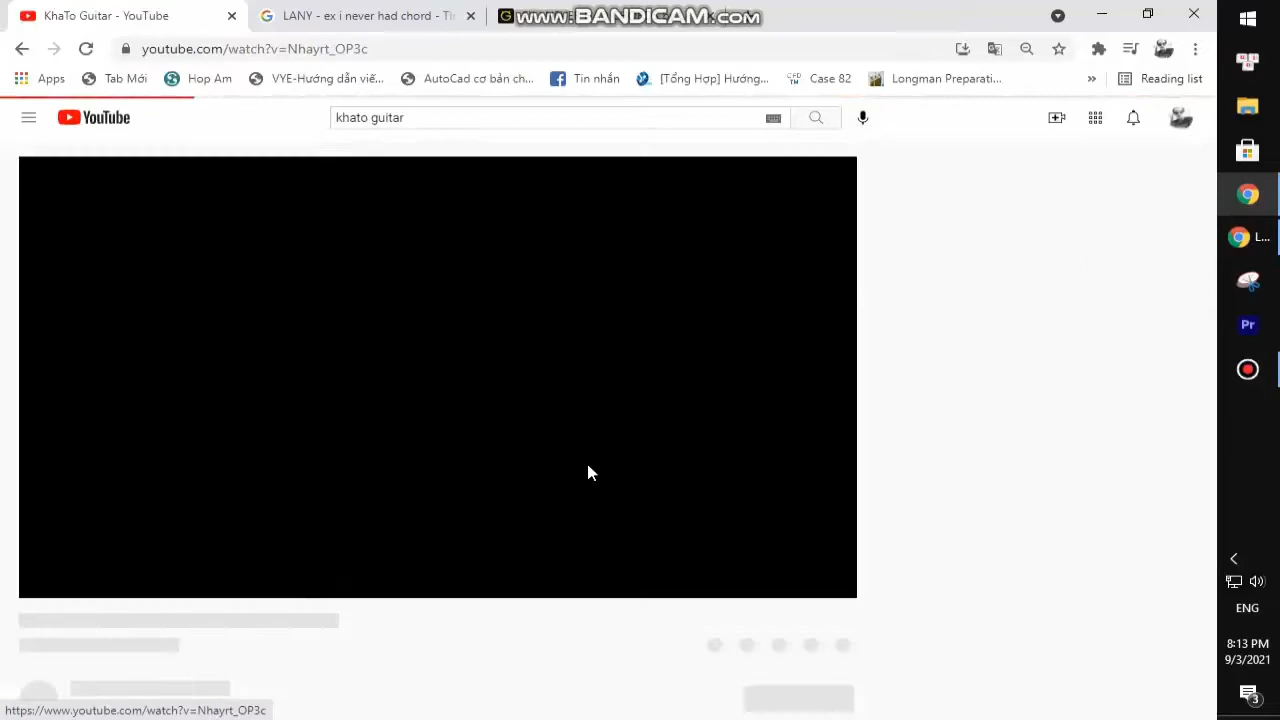 KhaTo Guitar - YouTube
LANY - ex i never had chord - Tì
www.BANDICAM.com
youtube.com/watch?v=Nhayrt_OP3c
Apps
Tab Mới
Hop Am
VYE-Hướng dẫn viế...
AutoCad cơ bản ch...
Tin nhắn
[Tổng Hợp] Hướng...
Case 82
Longman Preparati...
»
Reading list
YouTube
khato guitar
L...
Pr
ENG
8:13 PM
9/3/2021
3
https://www.youtube.com/watch?v=Nhayrt_OP3c